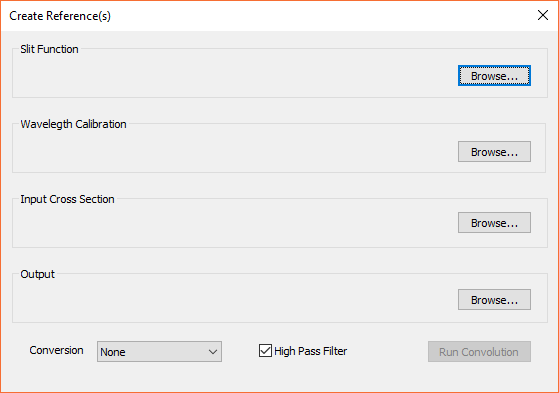 Create Reference(s)
Slit Function
Browse...
Wavelegth Calibration
Browse...
Input Cross Section
Browse...
Output
Browse...
Conversion None High Pass Filter Run Convolution